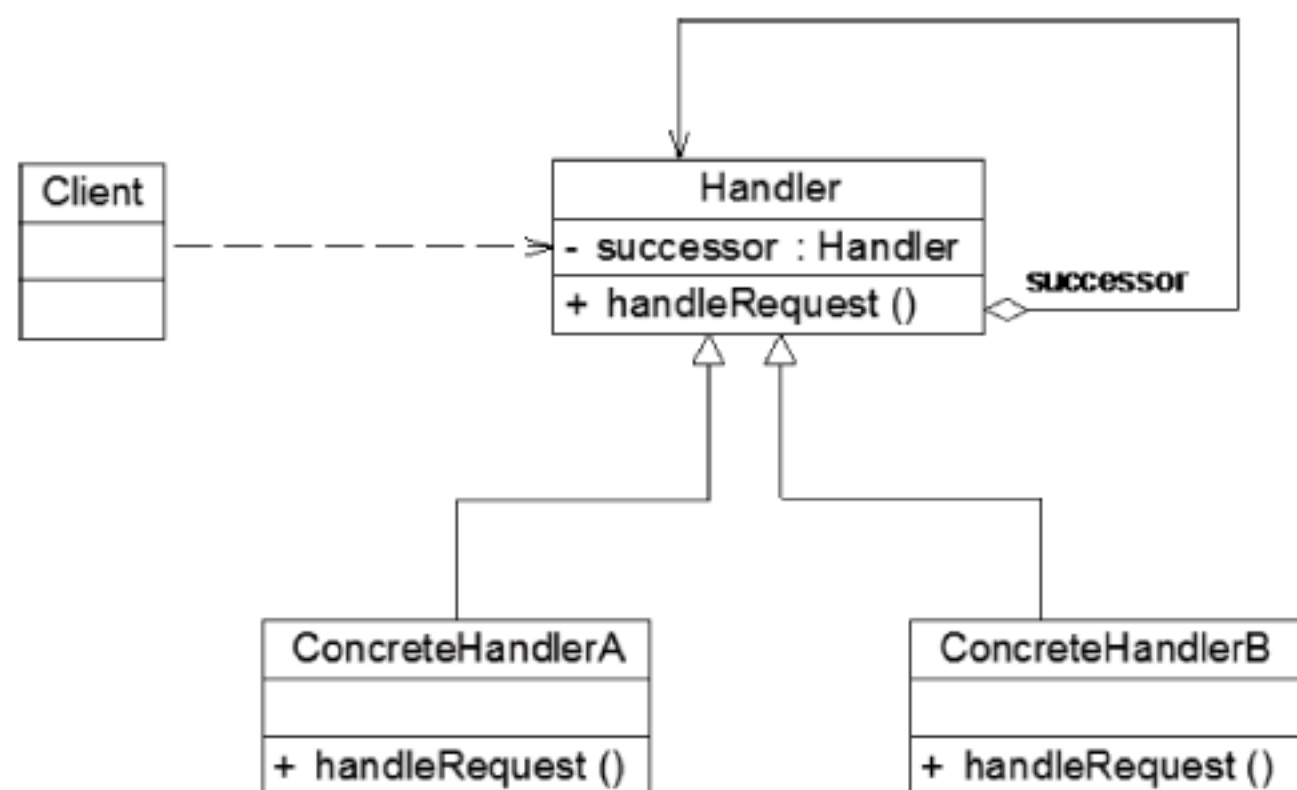 Client
Handler
- successor : Handler
+ handleRequest ()
successor
ConcreteHandlerA
+ handleRequest ()
ConcreteHandlerB
+ handleRequest ()